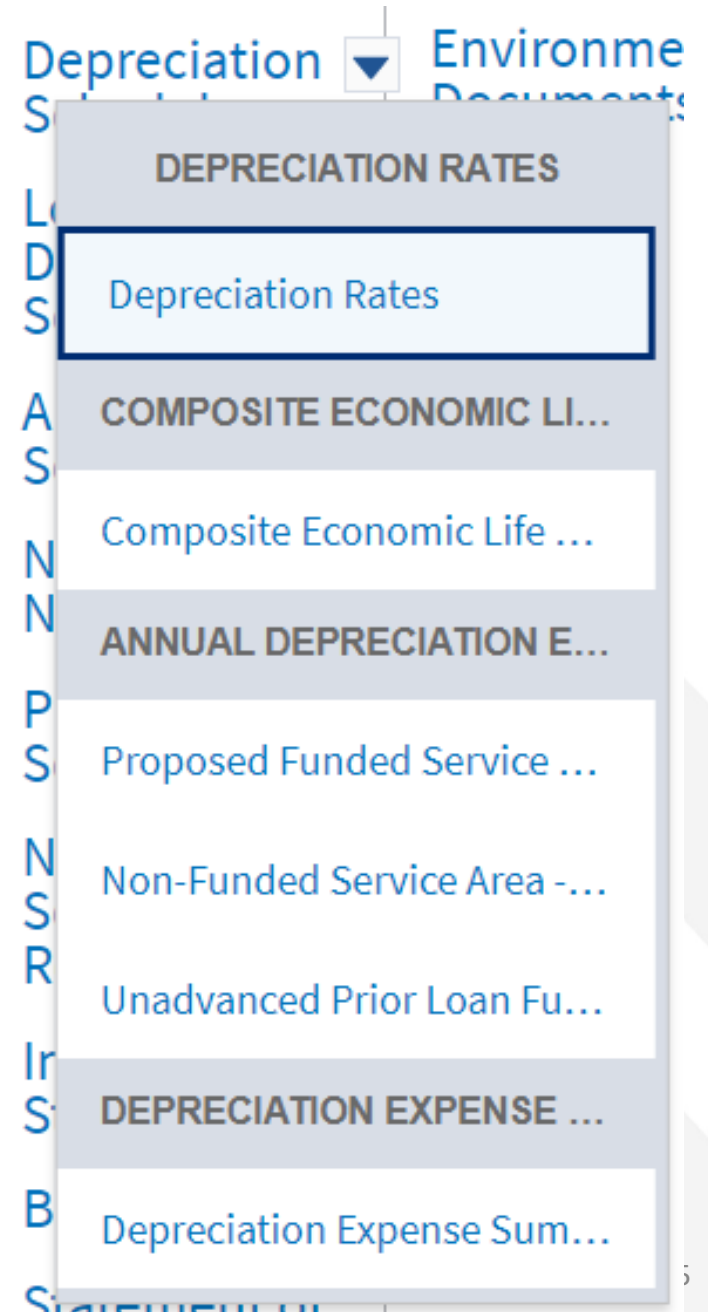 Depreciation
Environme
DEPRECIATION RATES
Depreciation Rates
COMPOSITE ECONOMIC LI...
Composite Economic Life ...
ANNUAL DEPRECIATION E...
Proposed Funded Service ...
Non-Funded Service Area -...
Unadvanced Prior Loan Fu...
DEPRECIATION EXPENSE ...
Depreciation Expense Sum...